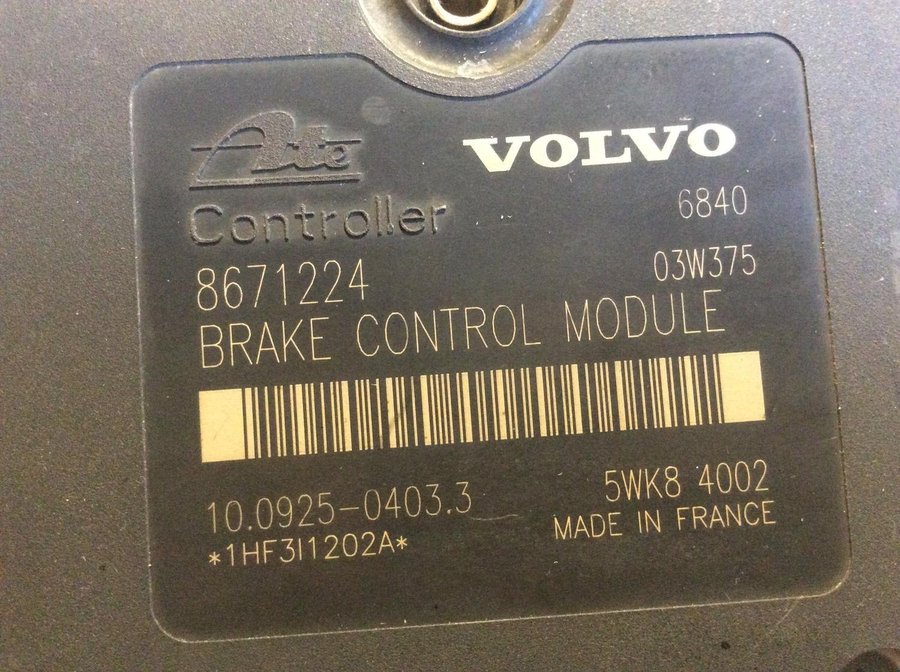 Ate
VOLVO
Controller
6840
8671224
03W375
BRAKE CONTROL MODULE
10.0925-0403.3
5WK8 4002
*1HF3I1202A*
MADE IN FRANCE